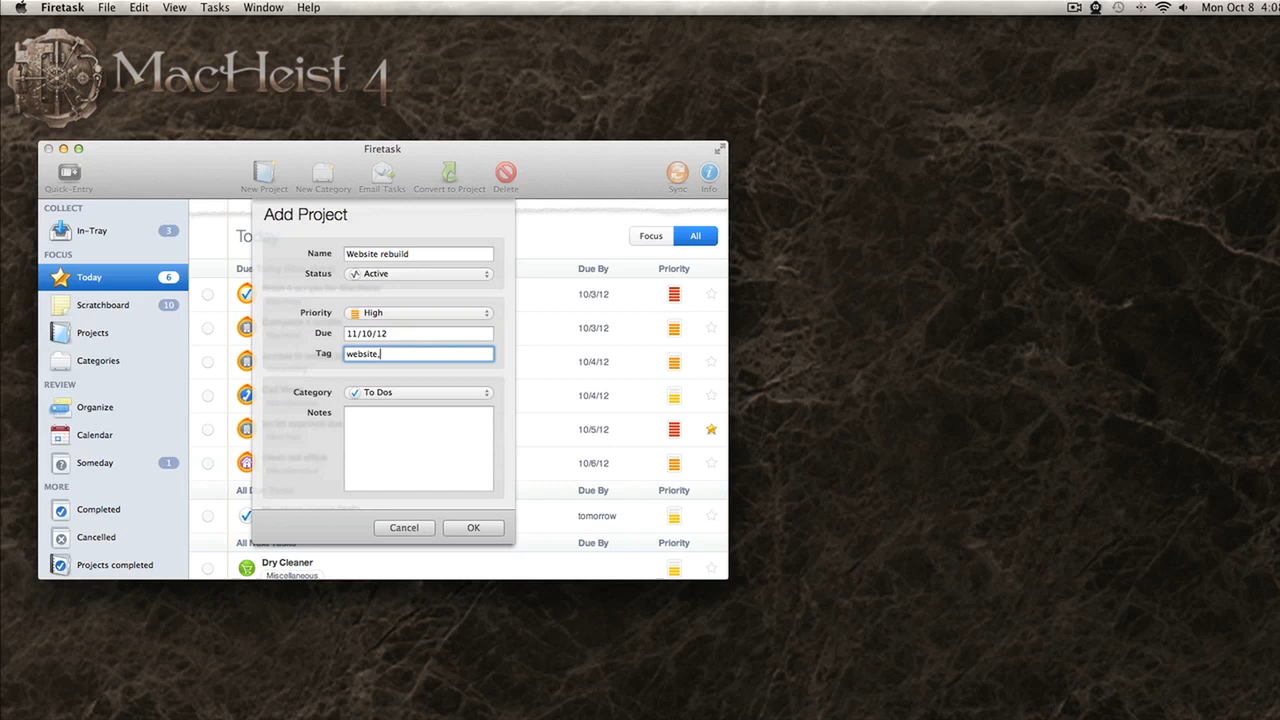 Firetask File Edit View Tasks Window Help Mon Oct 8 4:0
MacHeist 4
Firetask
Quick-Entry New Project New Category Email Tasks Convert to Project Delete Sync Info
COLLECT
In-Tray 3
FOCUS
Today 6
Scratchboard 10
Projects
Categories
REVIEW
Organize
Calendar
Someday 1
MORE
Completed
Cancelled
Projects completed
Add Project
Name Website rebuild
Status Active
Priority High
Due 11/10/12
Tag website,
Category To Dos
Notes
Cancel OK
Today
Focus All
Due By Priority
10/3/12
10/3/12
10/4/12
10/4/12
10/5/12
10/6/12
Due By Priority
tomorrow
Due By Priority
Dry Cleaner
Miscellaneous